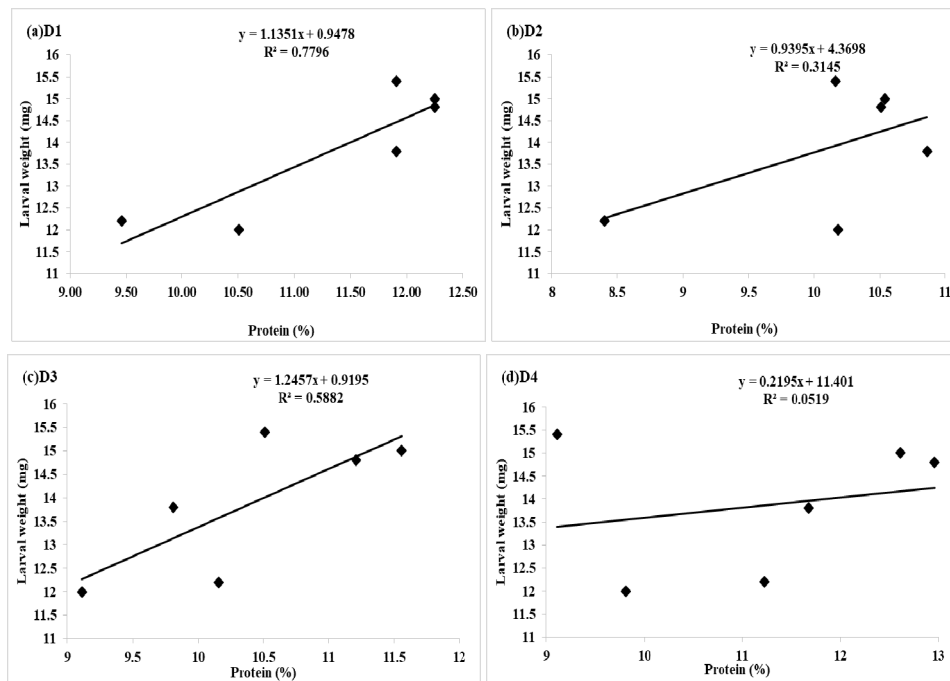 (a)D1
y = 1.1351x + 0.9478
R² = 0.7796
16
15.5
15
14.5
14
13.5
13
12.5
12
11.5
11
Larval weight (mg)
9.00 9.50 10.00 10.50 11.00 11.50 12.00 12.50
Protein (%)
(b)D2
y = 0.9395x + 4.3698
R² = 0.3145
16
15.5
15
14.5
14
13.5
13
12.5
12
11.5
11
Larval weight (mg)
8 8.5 9 9.5 10 10.5 11
Protein (%)
(c)D3
y = 1.2457x + 0.9195
R² = 0.5882
16
15.5
15
14.5
14
13.5
13
12.5
12
11.5
11
Larval weight (mg)
9 9.5 10 10.5 11 11.5 12
Protein (%)
(d)D4
y = 0.2195x + 11.401
R² = 0.0519
16
15.5
15
14.5
14
13.5
13
12.5
12
11.5
11
Larval weight (mg)
9 10 11 12 13
Protein (%)